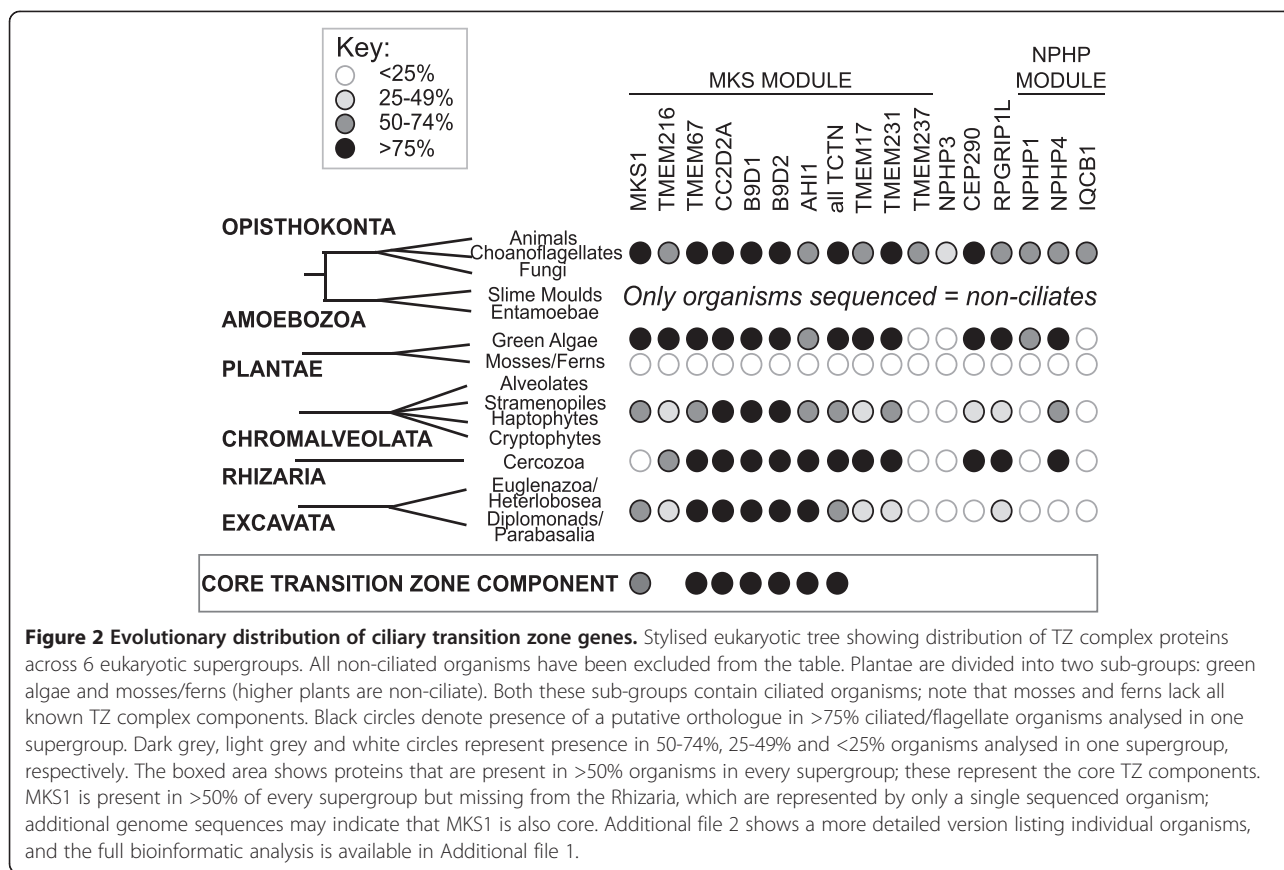 Key:
<25%
25-49%
50-74%
>75%
MKS MODULE
NPHP
MODULE
MKS1
TMEM216
TMEM67
CC2D2A
B9D1
B9D2
AHI1
all TCTN
TMEM17
TMEM231
TMEM237
NPHP3
CEP290
RPGRIP1L
NPHP1
NPHP4
IQCB1
OPISTHOKONTA
Animals
Choanoflagellates
Fungi
Slime Moulds
Entamoebae
Only organisms sequenced = non-ciliates
AMOEBOZOA
Green Algae
Mosses/Ferns
PLANTAE
Alveolates
Stramenopiles
Haptophytes
Cryptophytes
CHROMALVEOLATA
Cercozoa
RHIZARIA
Euglenazoa/
Heterlobosea
Diplomonads/
Parabasalia
EXCAVATA
CORE TRANSITION ZONE COMPONENT
Figure 2 Evolutionary distribution of ciliary transition zone genes. Stylised eukaryotic tree showing distribution of TZ complex proteins
across 6 eukaryotic supergroups. All non-ciliated organisms have been excluded from the table. Plantae are divided into two sub-groups: green
algae and mosses/ferns (higher plants are non-ciliate). Both these sub-groups contain ciliated organisms; note that mosses and ferns lack all
known TZ complex components. Black circles denote presence of a putative orthologue in >75% ciliated/flagellate organisms analysed in one
supergroup. Dark grey, light grey and white circles represent presence in 50-74%, 25-49% and <25% organisms analysed in one supergroup,
respectively. The boxed area shows proteins that are present in >50% organisms in every supergroup; these represent the core TZ components.
MKS1 is present in >50% of every supergroup but missing from the Rhizaria, which are represented by only a single sequenced organism;
additional genome sequences may indicate that MKS1 is also core. Additional file 2 shows a more detailed version listing individual organisms,
and the full bioinformatic analysis is available in Additional file 1.